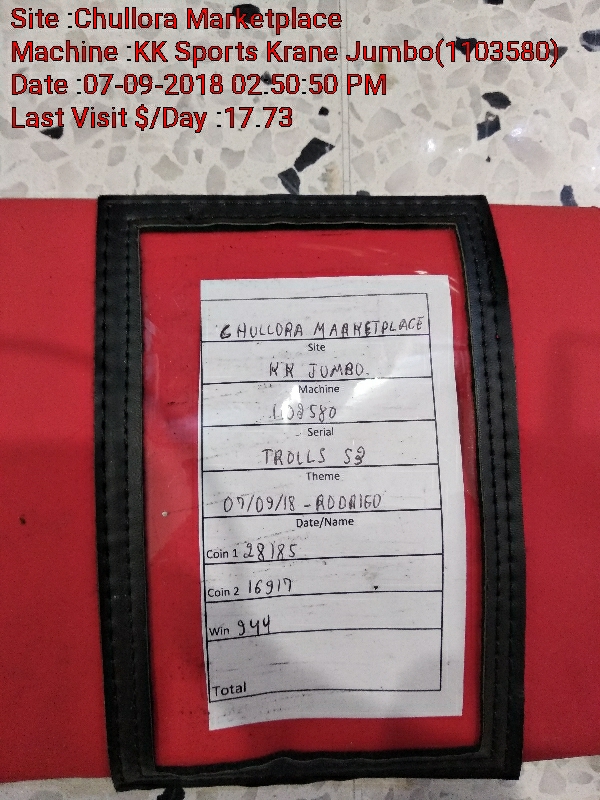 Site :Chullora Marketplace
Machine :KK Sports Krane Jumbo(1103580)
Date :07-09-2018 02:50:50 PM
Last Visit $/Day :17.73
CHULLORA MARKETPLACE
Site
KK JUMBO.
Machine
1103580
Serial
TROLLS S3
Theme
07/09/18 - RODRIGO
Date/Name
Coin 1 28185
Coin 2 16917
Win 944
Total